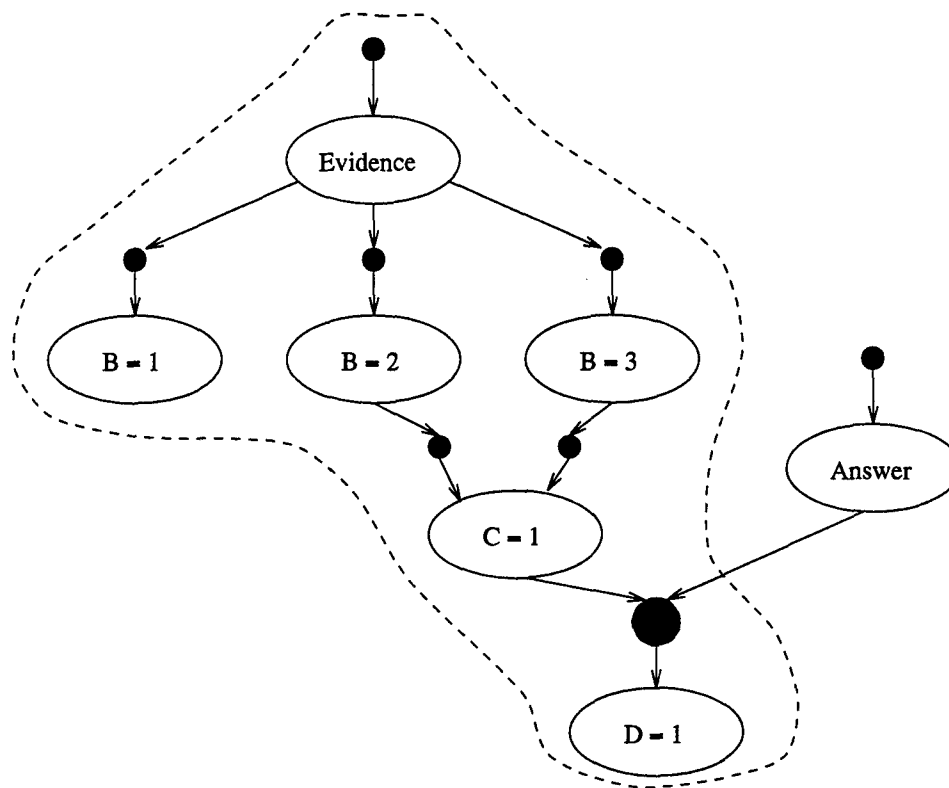 Evidence
B = 1
B = 2
B = 3
Answer
C = 1
D = 1